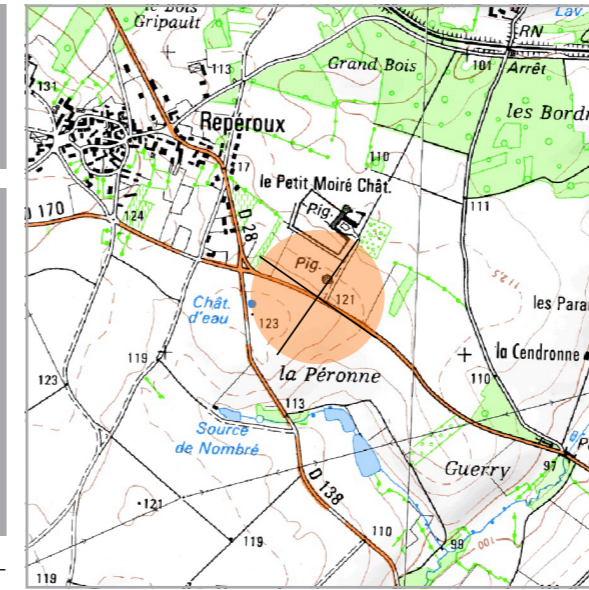 le Bois
Gripault
Lav.
RN
Grand Bois
101
Arrêt
113
131
les Bordr
Repéroux
110
117
le Petit Moiré Chât.
Pig.
111
D 170
124
D 28
Pig.
1125
Chât.
d'eau
121
les Para
123
119
la Cendronne
la Péronne
110
123
113
Source
de Nombré
Guerry
97
D 138
121
119
110
99
100
119